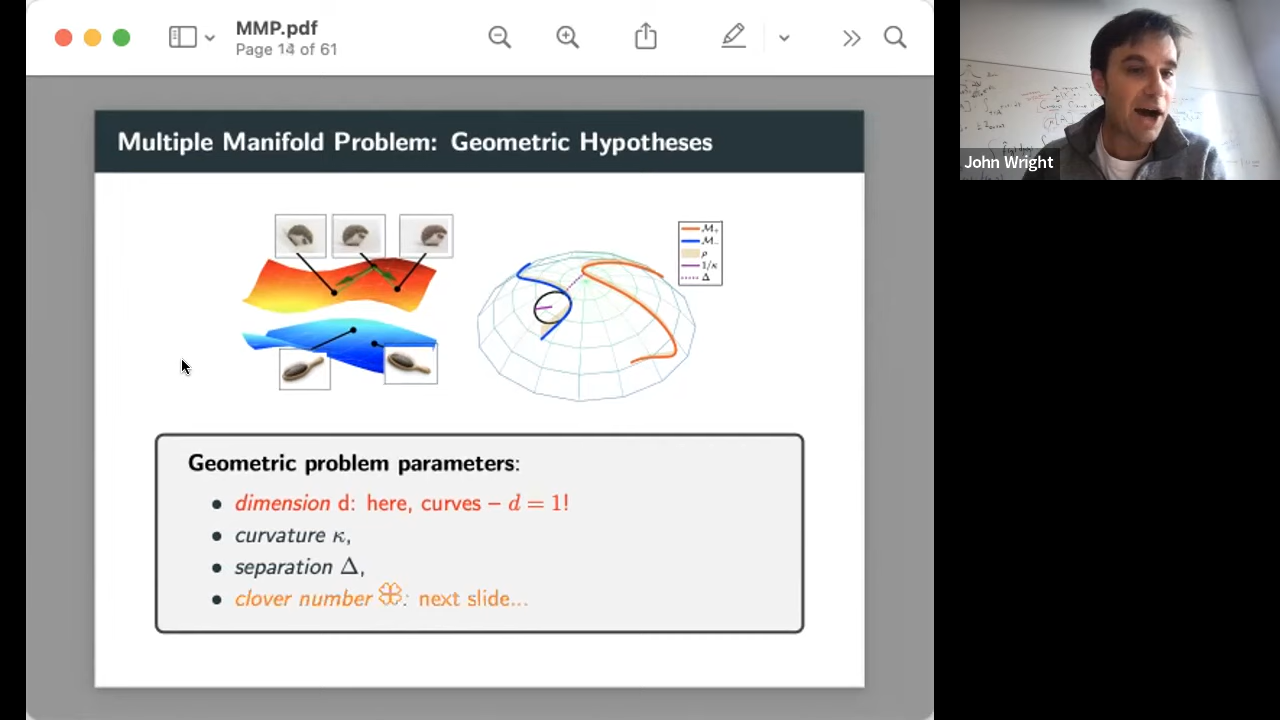 MMP.pdf
Page 14 of 61
John Wright
Multiple Manifold Problem: Geometric Hypotheses
M₊
M₋
ρ
1/κ
Δ
Geometric problem parameters:
• dimension d: here, curves – d = 1!
• curvature κ,
• separation Δ,
• clover number ☘: next slide...